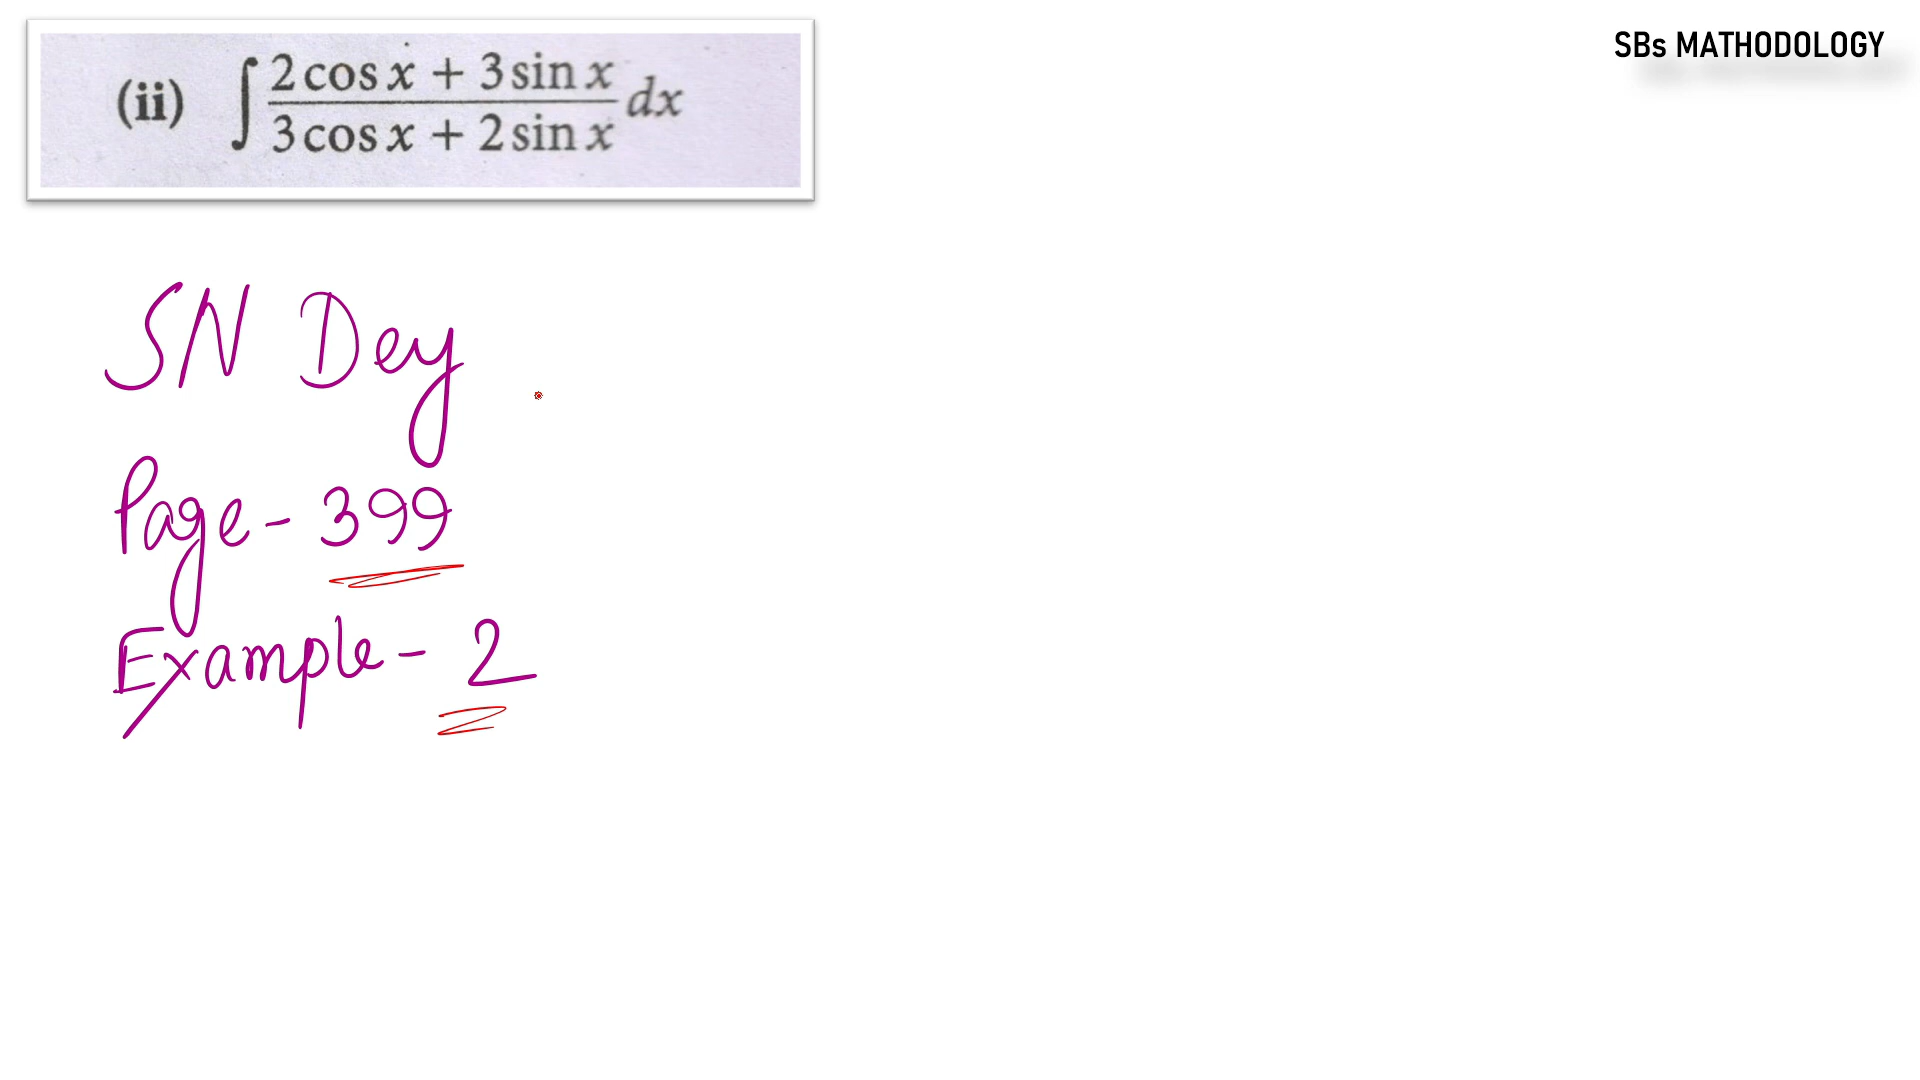 SBs MATHODOLOGY
(ii) ∫ (2 cos x + 3 sin x)/(3 cos x + 2 sin x) dx
SN Dey
Page - 399
Example - 2